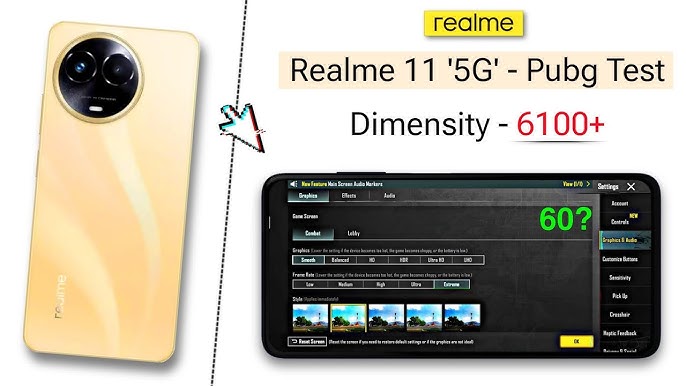 realme
Realme 11 '5G' - Pubg Test
Dimensity - 6100+
realme
New Feature Main Screen Audio Markers
View (1/1) >
Settings X
Graphics Effects Audio
60?
Game Screen
Combat Lobby
Graphics (Lower the setting if the device becomes too hot, the game becomes choppy, or the battery is low.)
Smooth Balanced HD HDR Ultra HD UHD
Frame Rate (Lower the setting if the device becomes too hot, the game becomes choppy, or the battery is low.)
Low Medium High Ultra Extreme
Style (Applies immediately)
Reset Screen (Reset the screen if you need to restore default settings or if the graphics are not ideal)
OK
Account
NEW
Controls
Graphics & Audio
Customize Buttons
Sensitivity
Pick Up
Crosshair
Haptic Feedback